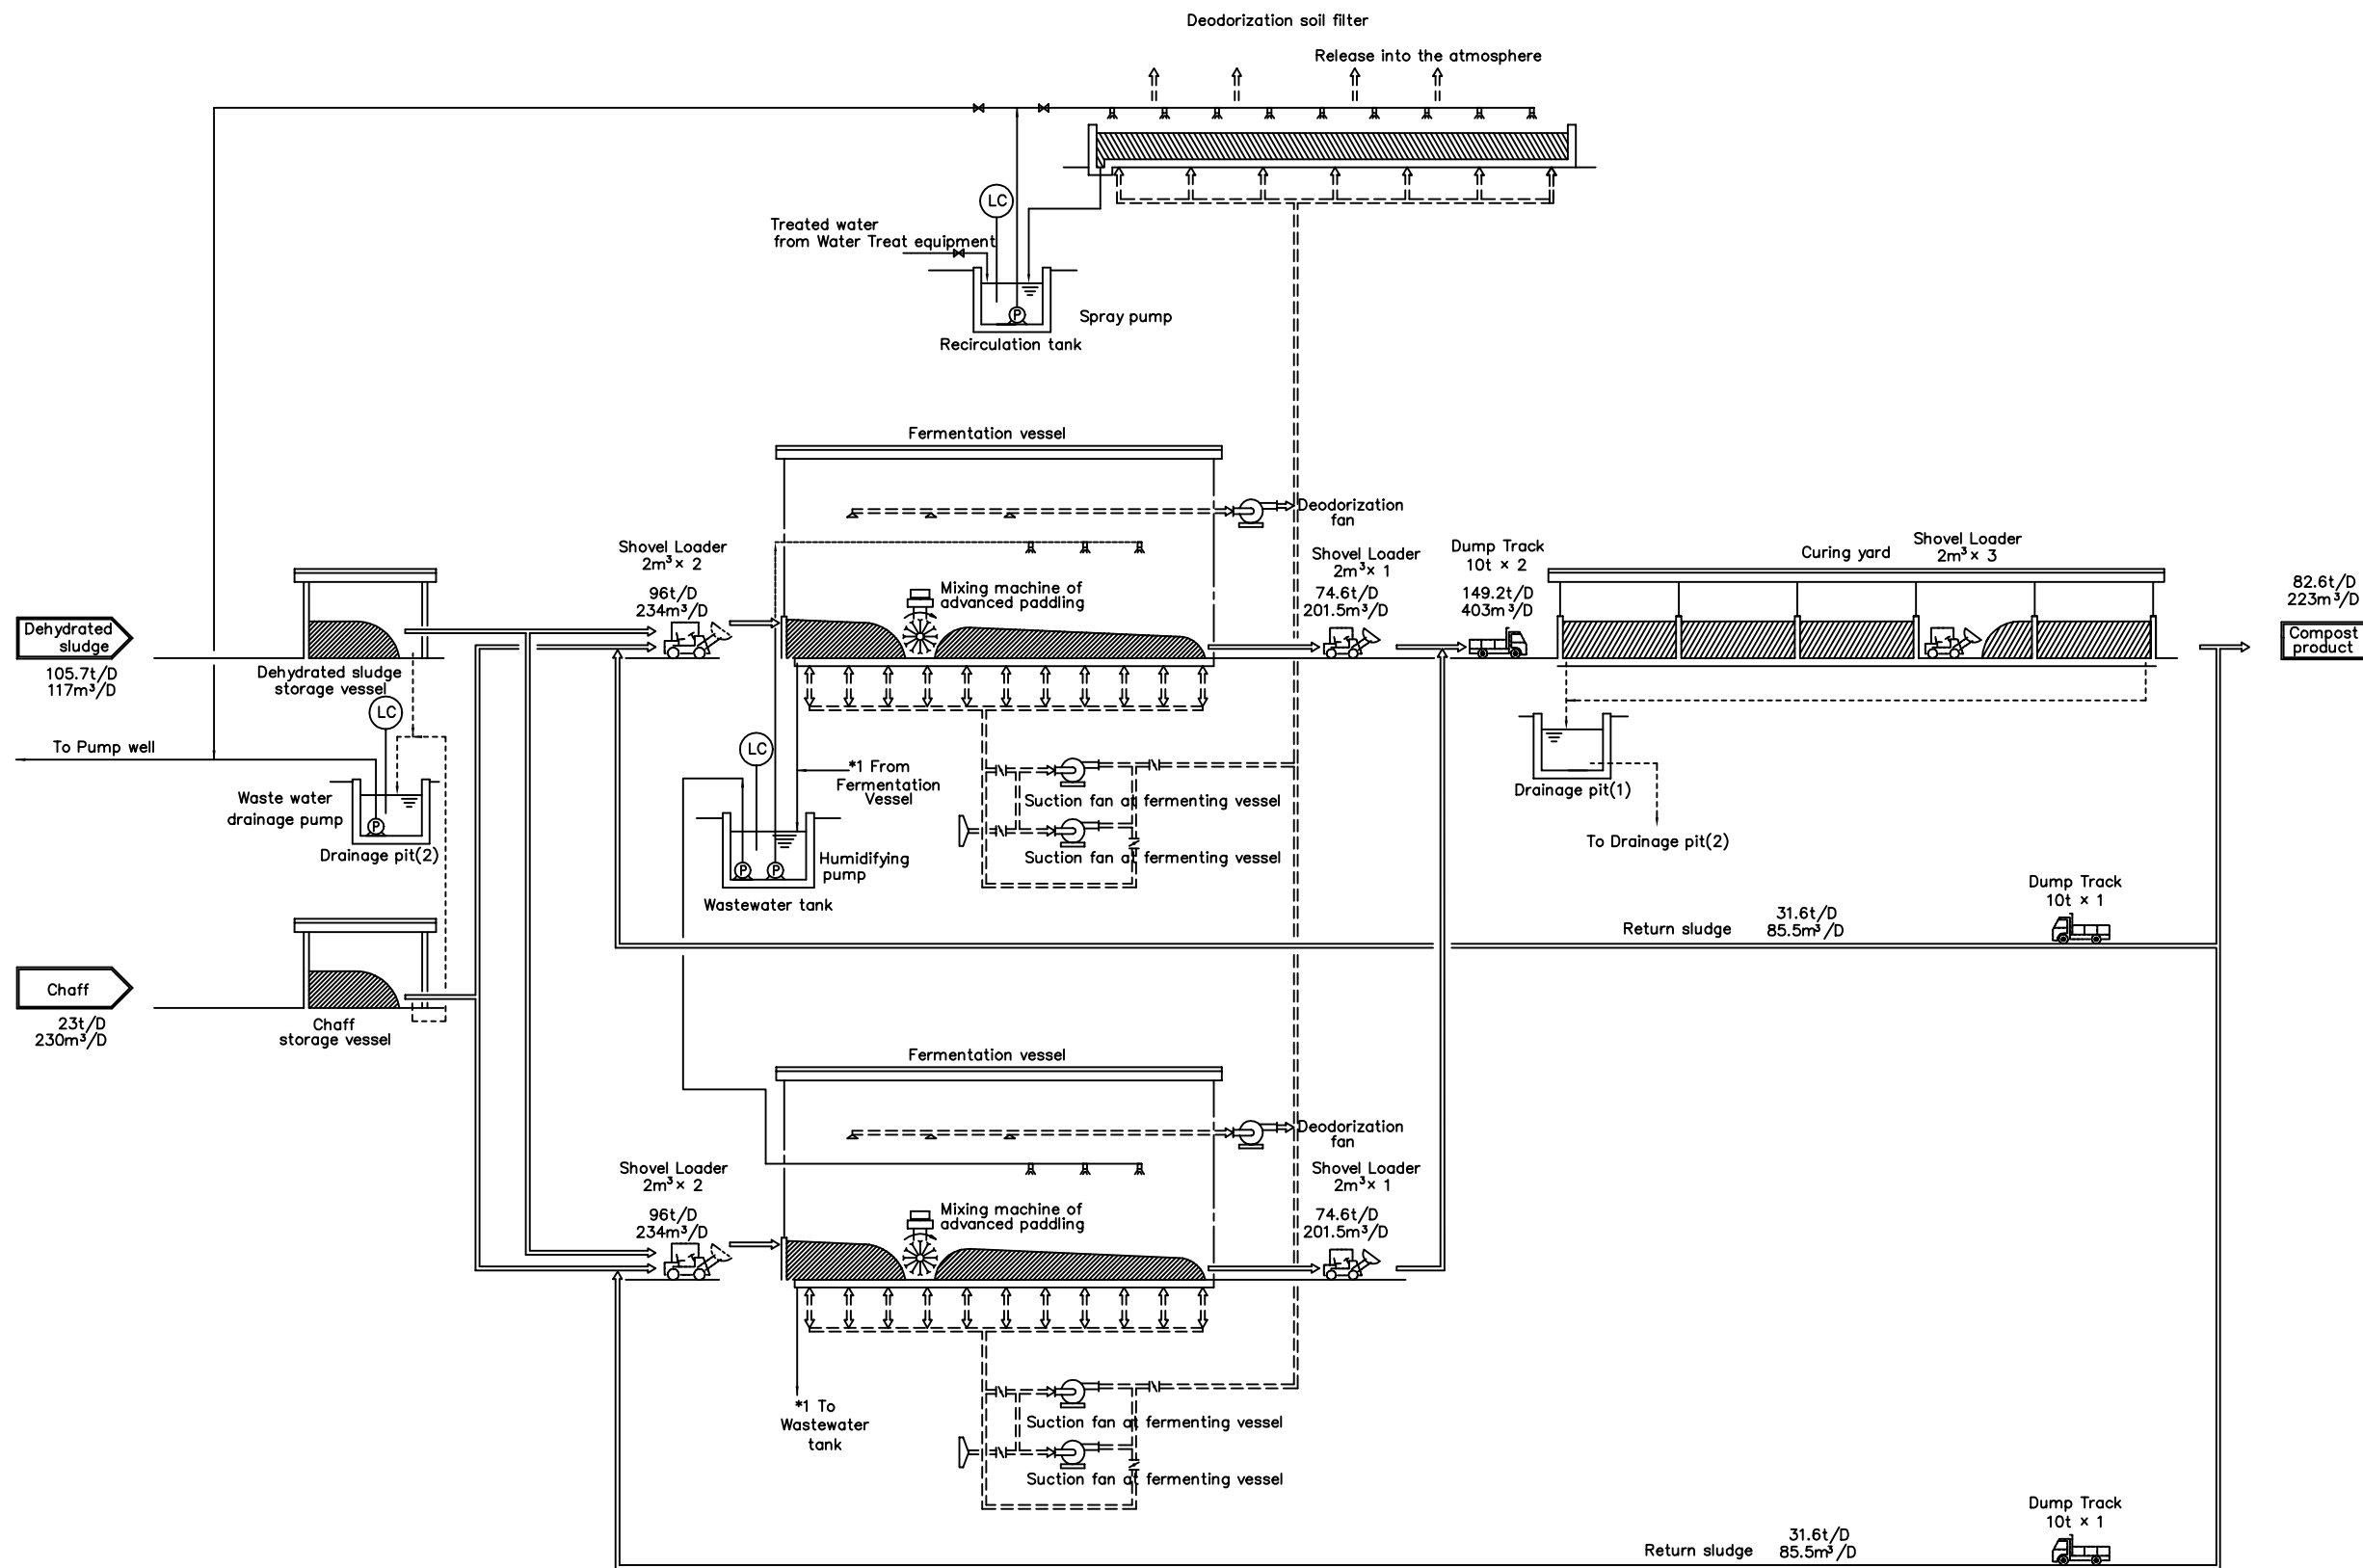 Deodorization soil filter
Release into the atmosphere
LC
Treated water
from Water Treat equipment
P
Spray pump
Recirculation tank
Fermentation vessel
Deodorization
fan
Shovel Loader
2m³× 2
96t/D
234m³/D
Mixing machine of
advanced paddling
Shovel Loader
2m³× 1
74.6t/D
201.5m³/D
Dump Track
10t × 2
149.2t/D
403m³/D
Curing yard
Shovel Loader
2m³× 3
82.6t/D
223m³/D
Compost
product
Dehydrated
sludge
105.7t/D
117m³/D
Dehydrated sludge
storage vessel
LC
To Pump well
Waste water
drainage pump
P
Drainage pit(2)
LC
*1 From
Fermentation
Vessel
P
P
Humidifying
pump
Wastewater tank
Suction fan at fermenting vessel
Suction fan at fermenting vessel
Drainage pit(1)
To Drainage pit(2)
Dump Track
10t × 1
Return sludge
31.6t/D
85.5m³/D
Chaff
23t/D
230m³/D
Chaff
storage vessel
Fermentation vessel
Deodorization
fan
Shovel Loader
2m³× 2
96t/D
234m³/D
Mixing machine of
advanced paddling
Shovel Loader
2m³× 1
74.6t/D
201.5m³/D
*1 To
Wastewater
tank
Suction fan at fermenting vessel
Suction fan at fermenting vessel
Dump Track
10t × 1
Return sludge
31.6t/D
85.5m³/D